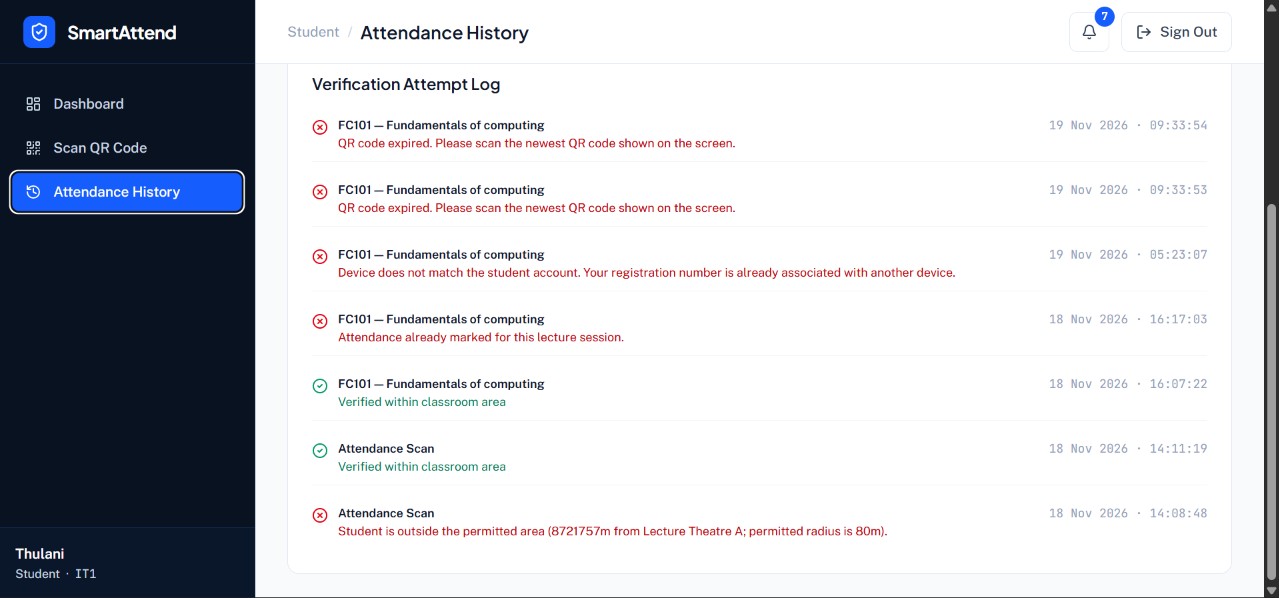 SmartAttend
Student / Attendance History
7
Sign Out
Dashboard
Scan QR Code
Attendance History
Verification Attempt Log
FC101 — Fundamentals of computing
19 Nov 2026 · 09:33:54
QR code expired. Please scan the newest QR code shown on the screen.
FC101 — Fundamentals of computing
19 Nov 2026 · 09:33:53
QR code expired. Please scan the newest QR code shown on the screen.
FC101 — Fundamentals of computing
19 Nov 2026 · 05:23:07
Device does not match the student account. Your registration number is already associated with another device.
FC101 — Fundamentals of computing
18 Nov 2026 · 16:17:03
Attendance already marked for this lecture session.
FC101 — Fundamentals of computing
18 Nov 2026 · 16:07:22
Verified within classroom area
Attendance Scan
18 Nov 2026 · 14:11:19
Verified within classroom area
Attendance Scan
18 Nov 2026 · 14:08:48
Student is outside the permitted area (8721757m from Lecture Theatre A; permitted radius is 80m).
Thulani
Student · IT1